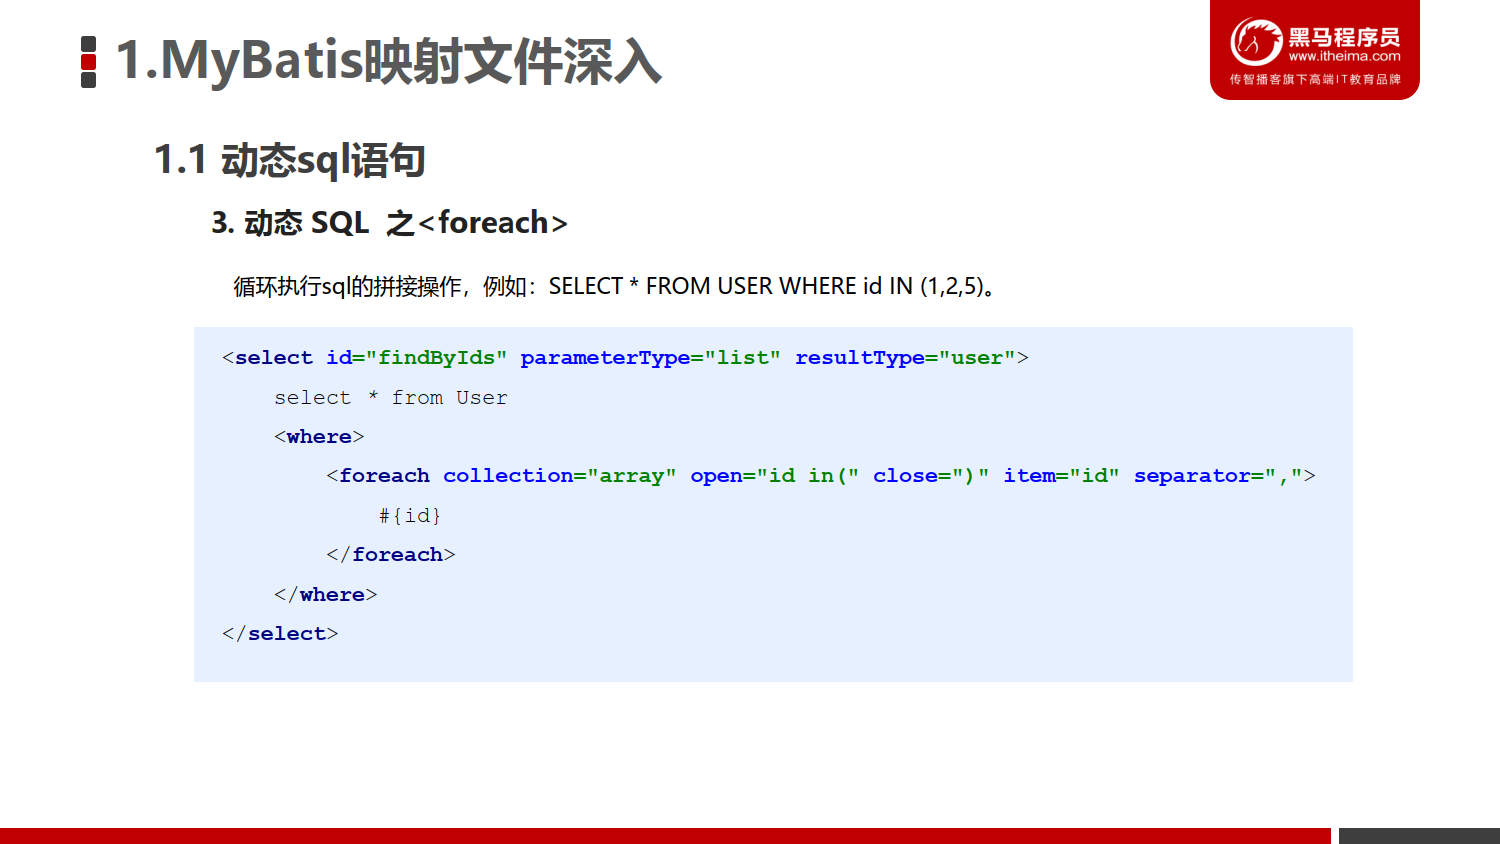 1.MyBatis映射文件深入
黑马程序员
www.itheima.com
传智播客旗下高端IT教育品牌
1.1 动态sql语句
3. 动态 SQL 之<foreach>
循环执行sql的拼接操作，例如：SELECT * FROM USER WHERE id IN (1,2,5)。
<select id="findByIds" parameterType="list" resultType="user">
    select * from User
    <where>
        <foreach collection="array" open="id in(" close=")" item="id" separator=",">
            #{id}
        </foreach>
    </where>
</select>